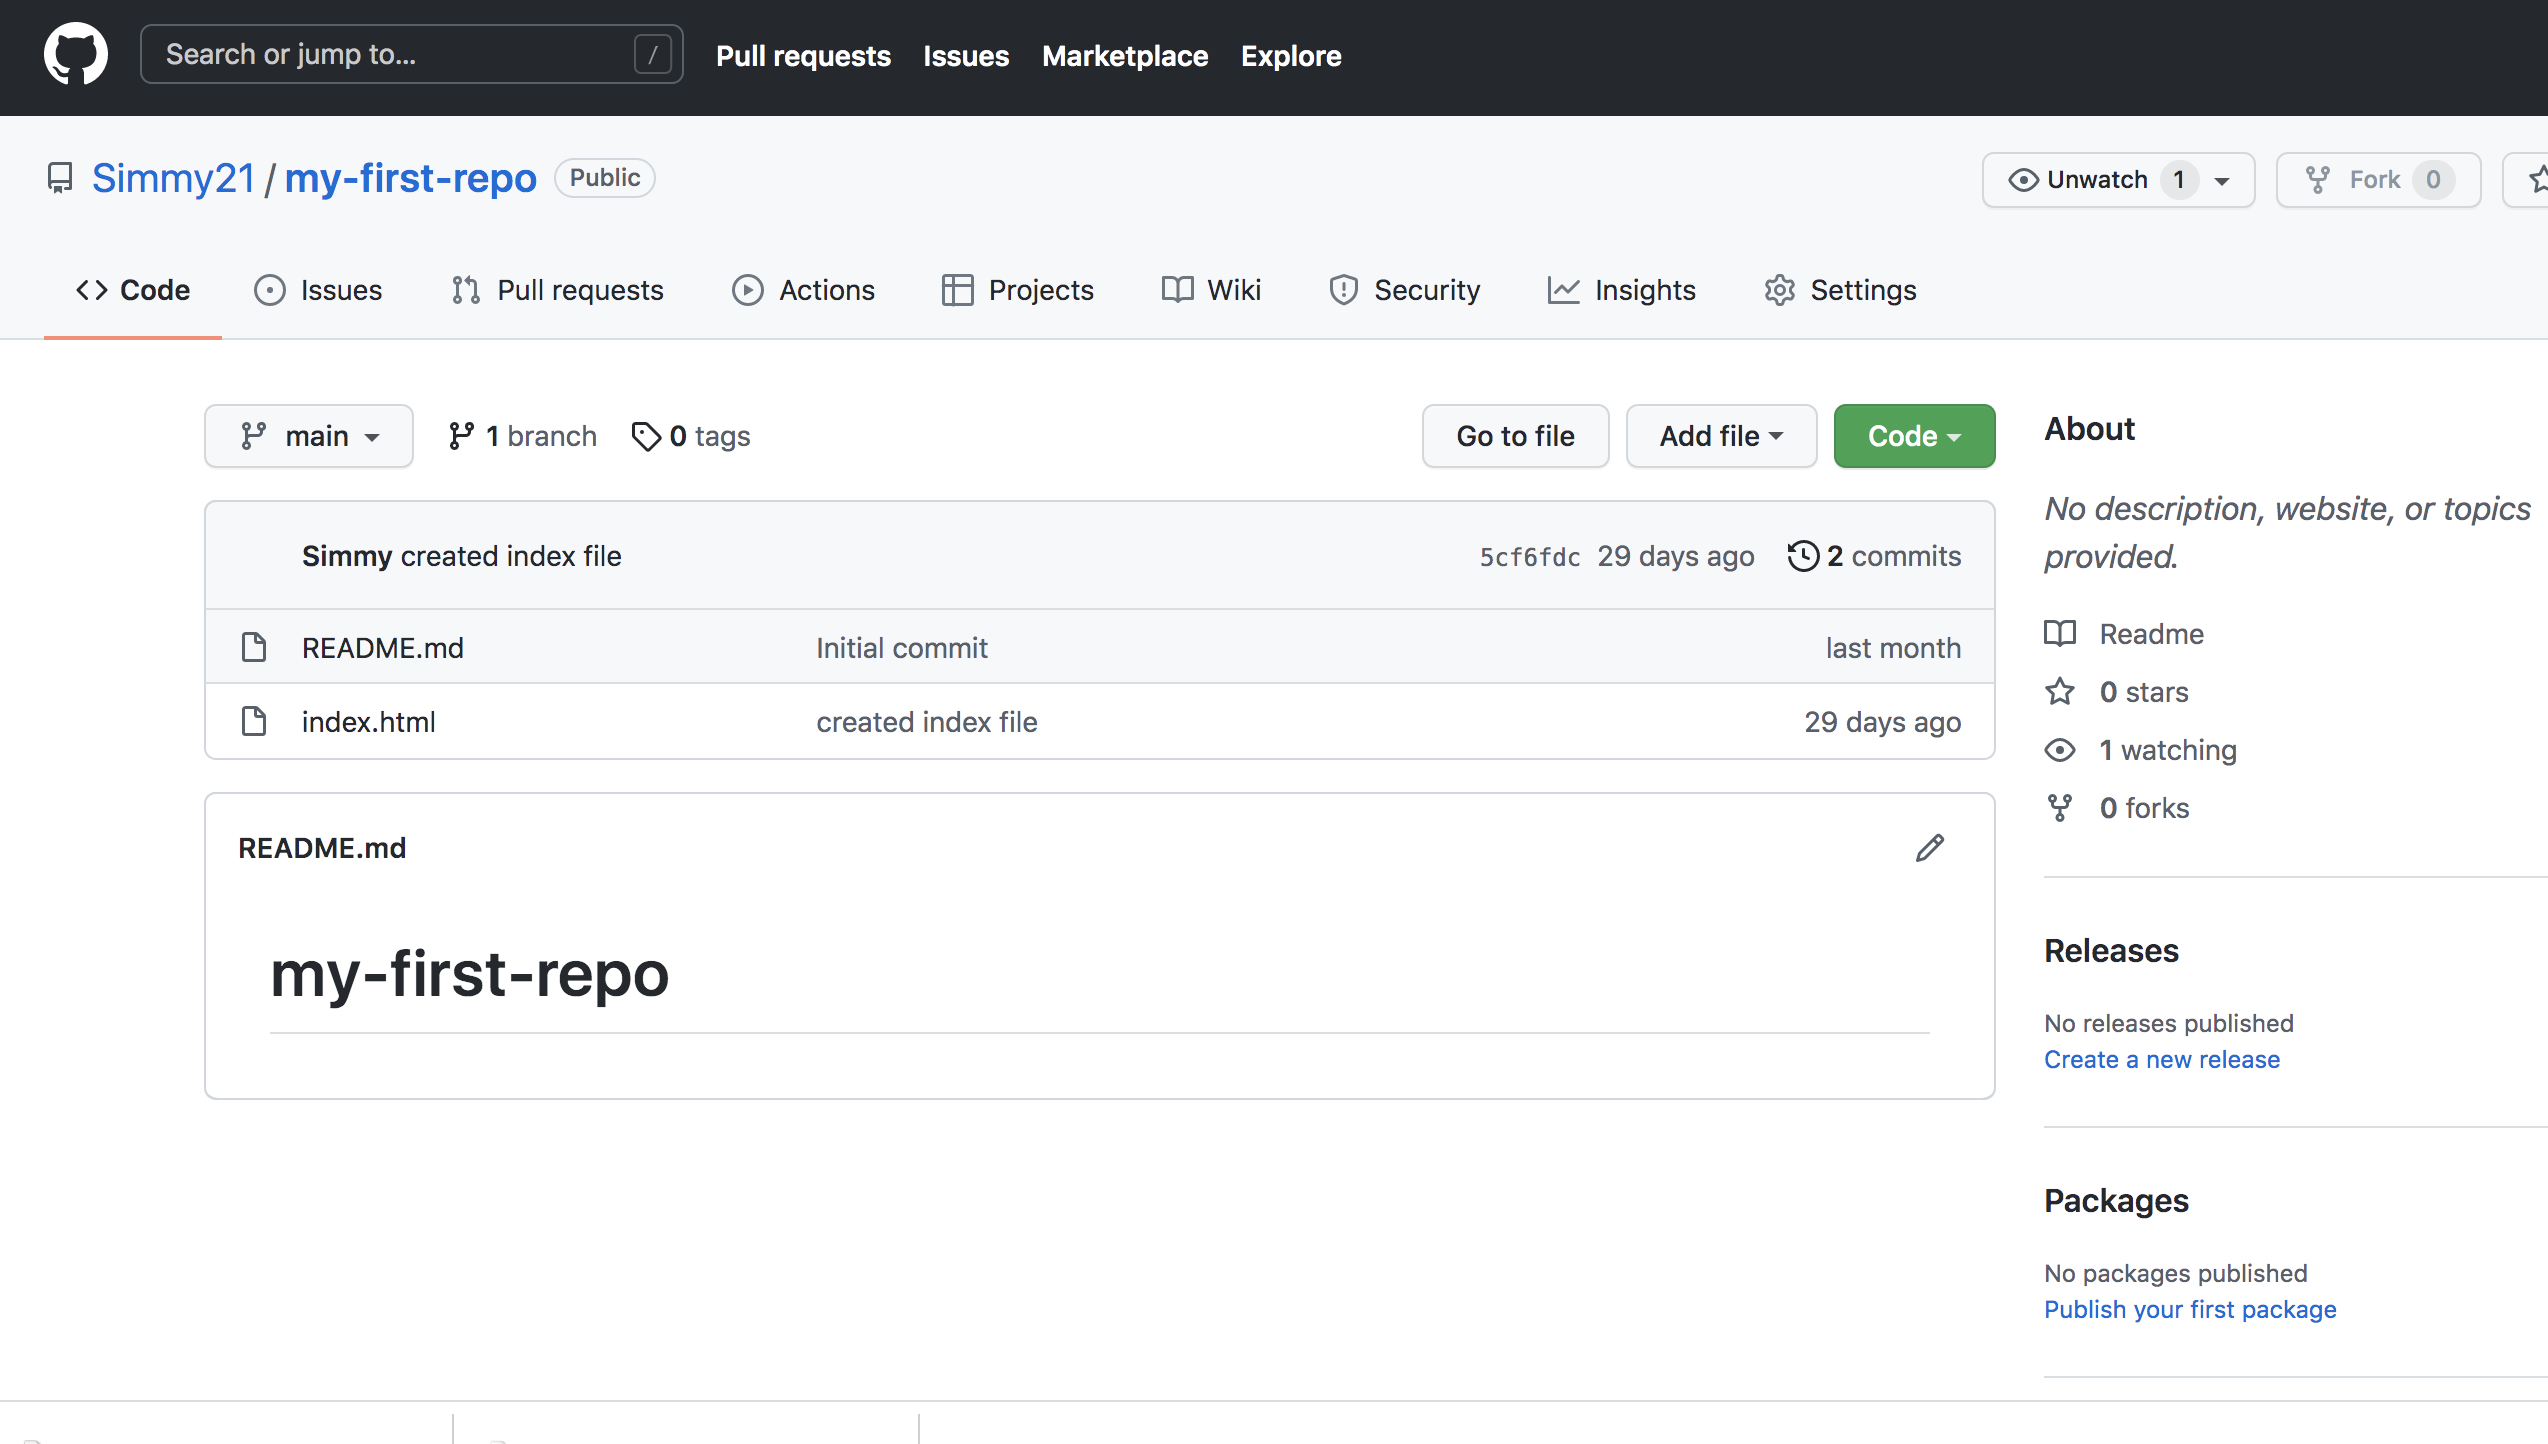 Search or jump to... /
Pull requests Issues Marketplace Explore
Simmy21 / my-first-repo Public
Unwatch 1 Fork 0
Code Issues Pull requests Actions Projects Wiki Security Insights Settings
main 1 branch 0 tags
Go to file Add file Code
Simmy created index file 5cf6fdc 29 days ago 2 commits
README.md Initial commit last month
index.html created index file 29 days ago
README.md
my-first-repo
About
No description, website, or topics
provided.
Readme
0 stars
1 watching
0 forks
Releases
No releases published
Create a new release
Packages
No packages published
Publish your first package